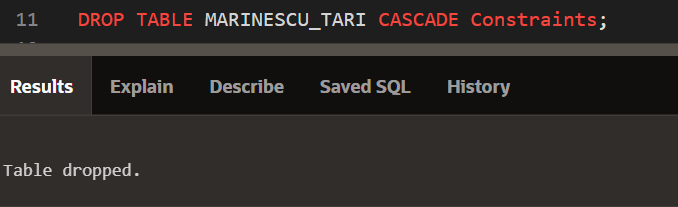 11 DROP TABLE MARINESCU_TARI CASCADE Constraints;
Results Explain Describe Saved SQL History
Table dropped.